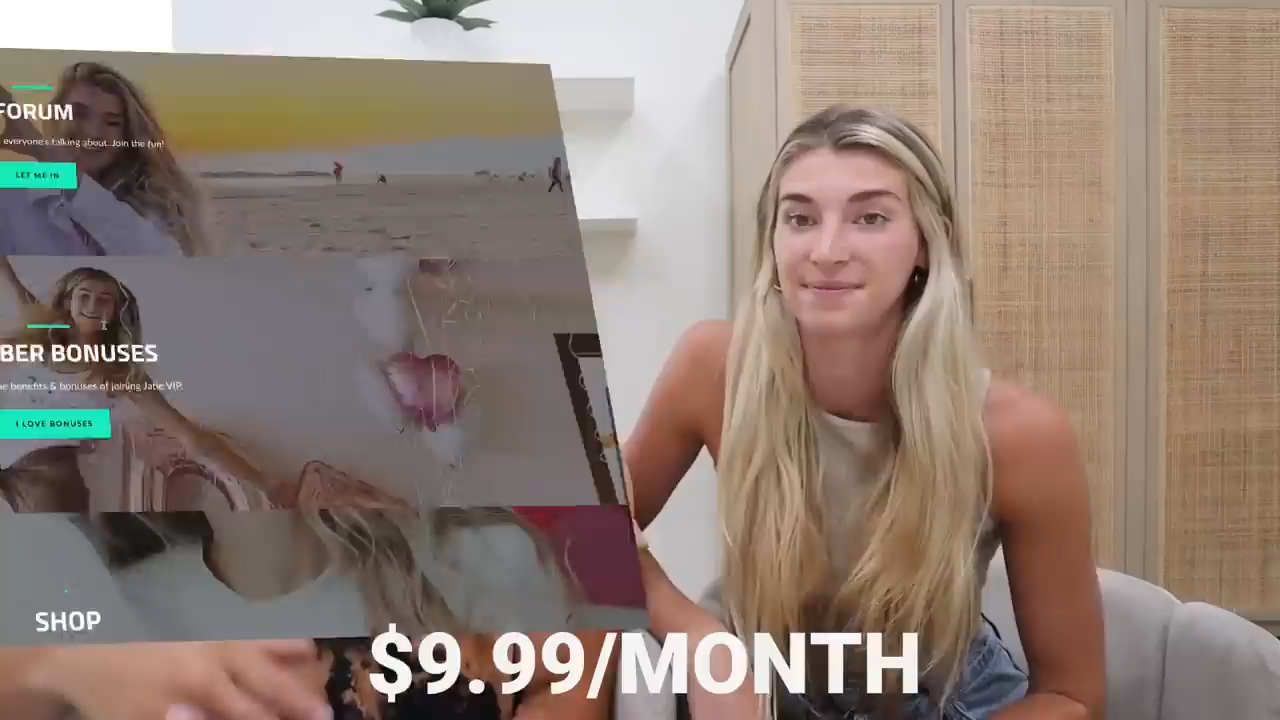 FORUM
everyone's talking about. Join the fun!
LET ME IN
BER BONUSES
benefits & bonuses of joining Jatie VIP.
I LOVE BONUSES
SHOP
$9.99/MONTH